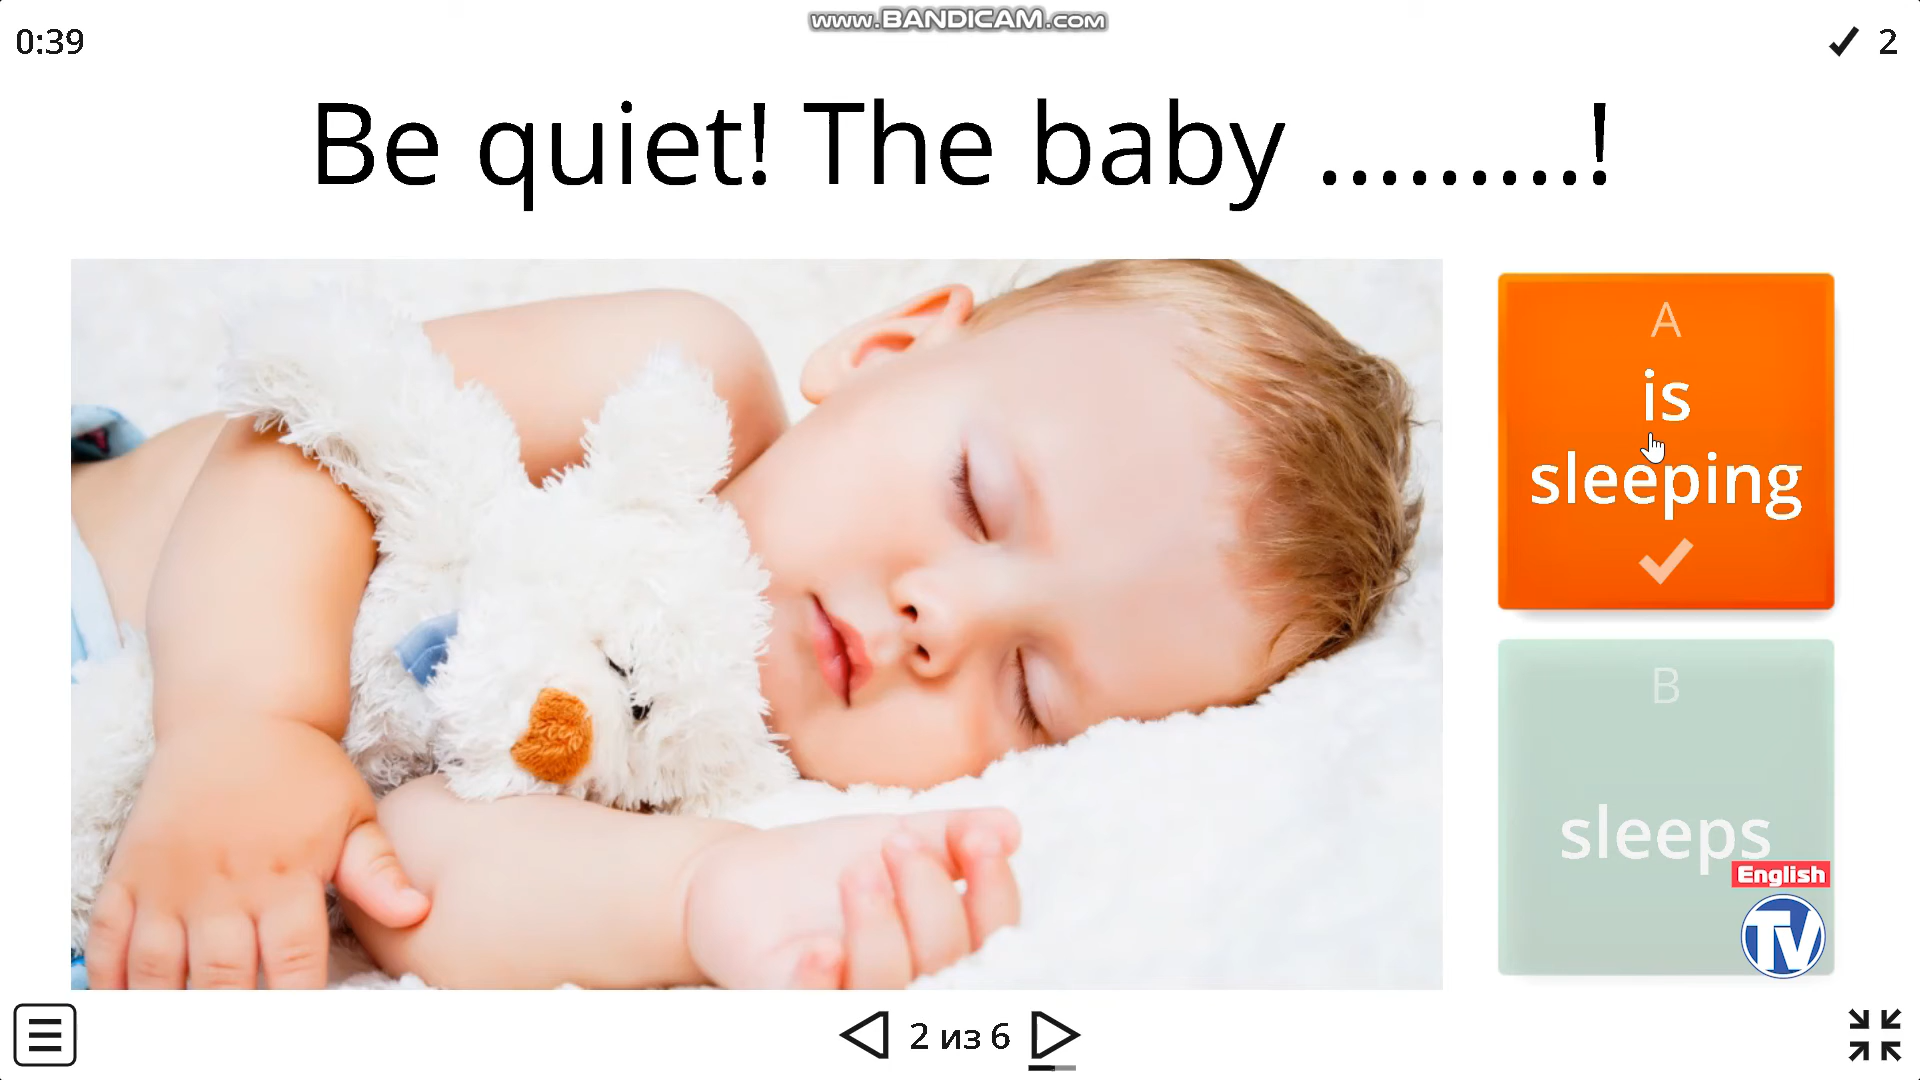 www.BANDICAM.com
0:39
2
Be quiet! The baby .........!
A
is
sleeping
B
sleeps
English
TV
2 из 6